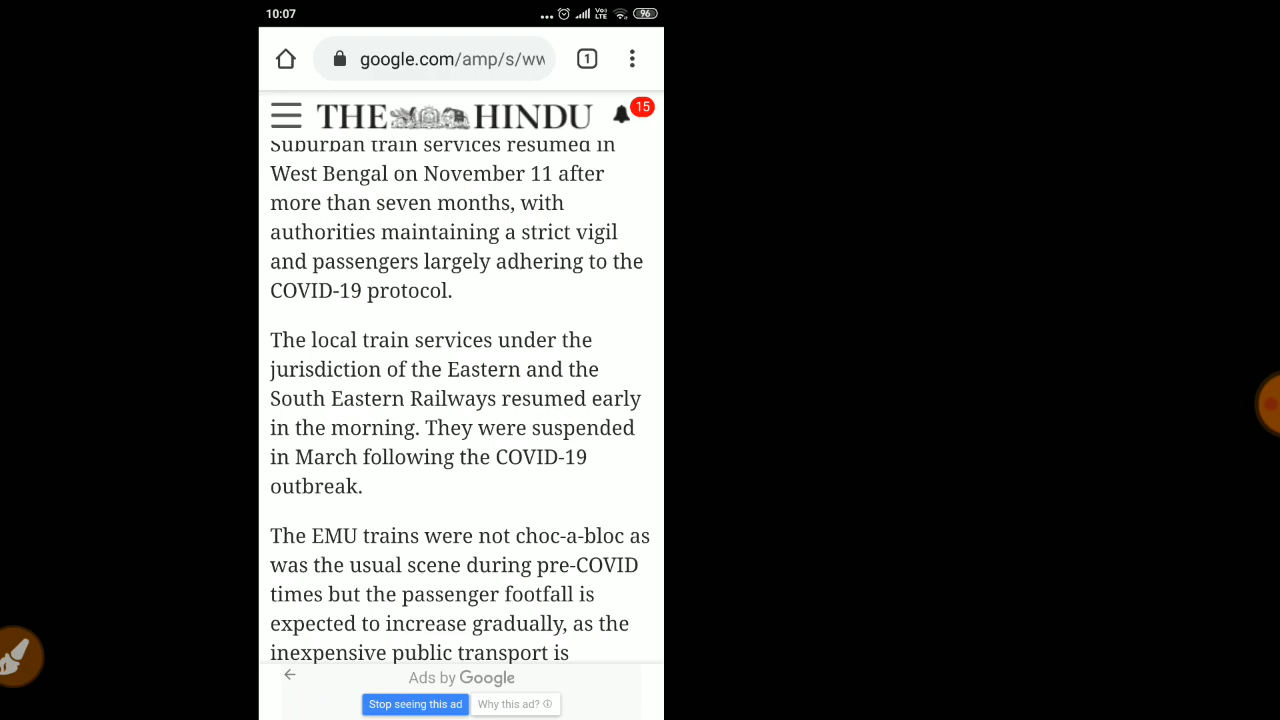 10:07
Vo)
LTE
96
google.com/amp/s/ww
1
THE HINDU
15
Suburban train services resumed in
West Bengal on November 11 after
more than seven months, with
authorities maintaining a strict vigil
and passengers largely adhering to the
COVID-19 protocol.
The local train services under the
jurisdiction of the Eastern and the
South Eastern Railways resumed early
in the morning. They were suspended
in March following the COVID-19
outbreak.
The EMU trains were not choc-a-bloc as
was the usual scene during pre-COVID
times but the passenger footfall is
expected to increase gradually, as the
inexpensive public transport is
Ads by Google
Stop seeing this ad
Why this ad?